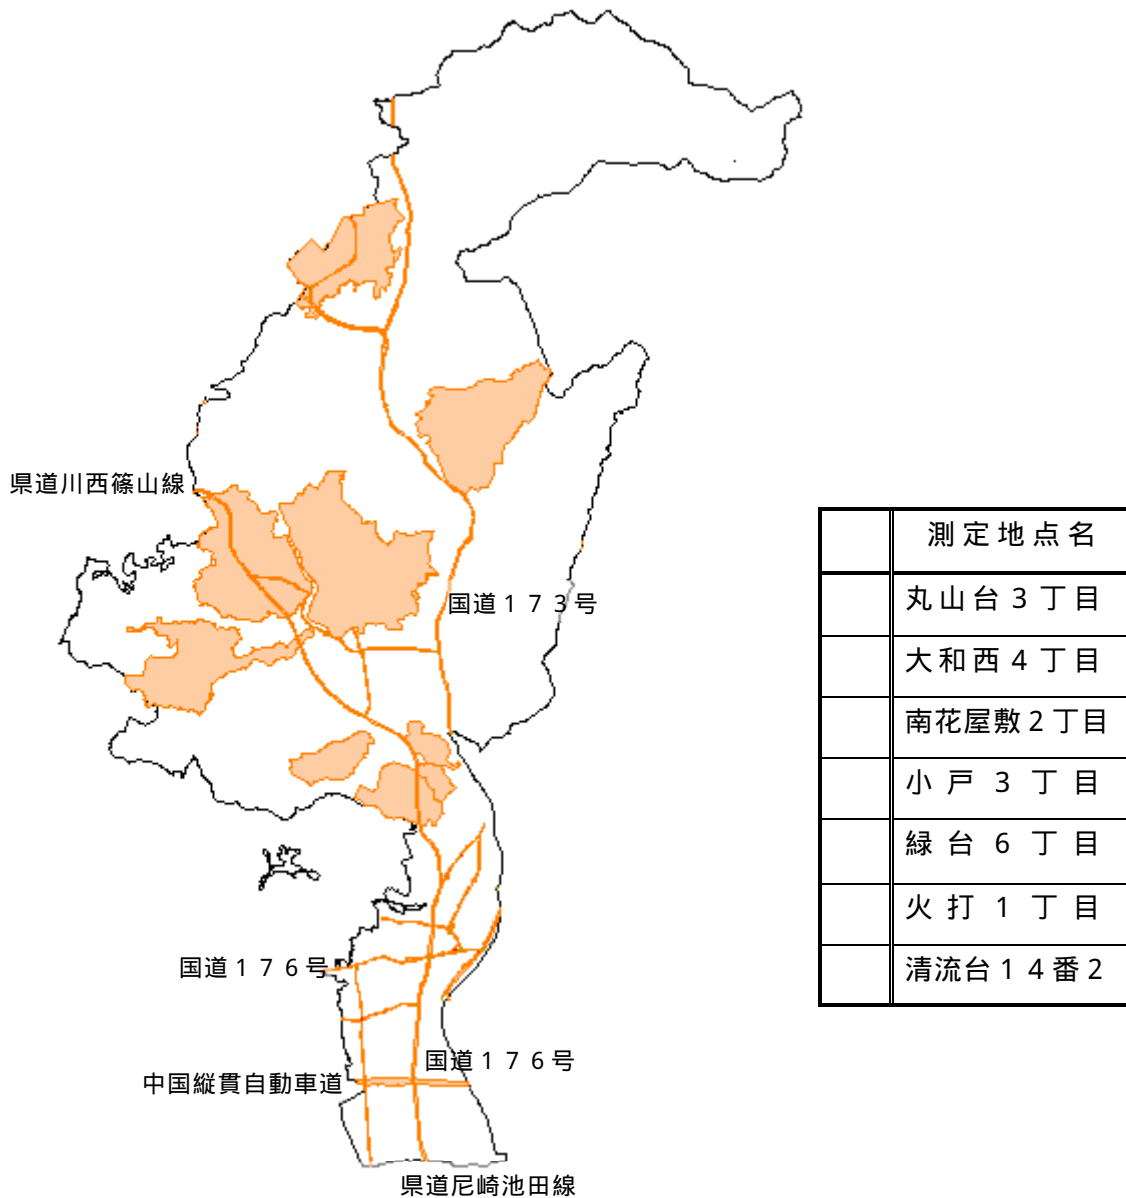 県道川西篠山線
国道１７３号
国道１７６号
国道１７６号
中国縦貫自動車道
県道尼崎池田線
測定地点名
丸山台３丁目
大和西４丁目
南花屋敷２丁目
小戸３丁目
緑台６丁目
火打１丁目
清流台１４番２